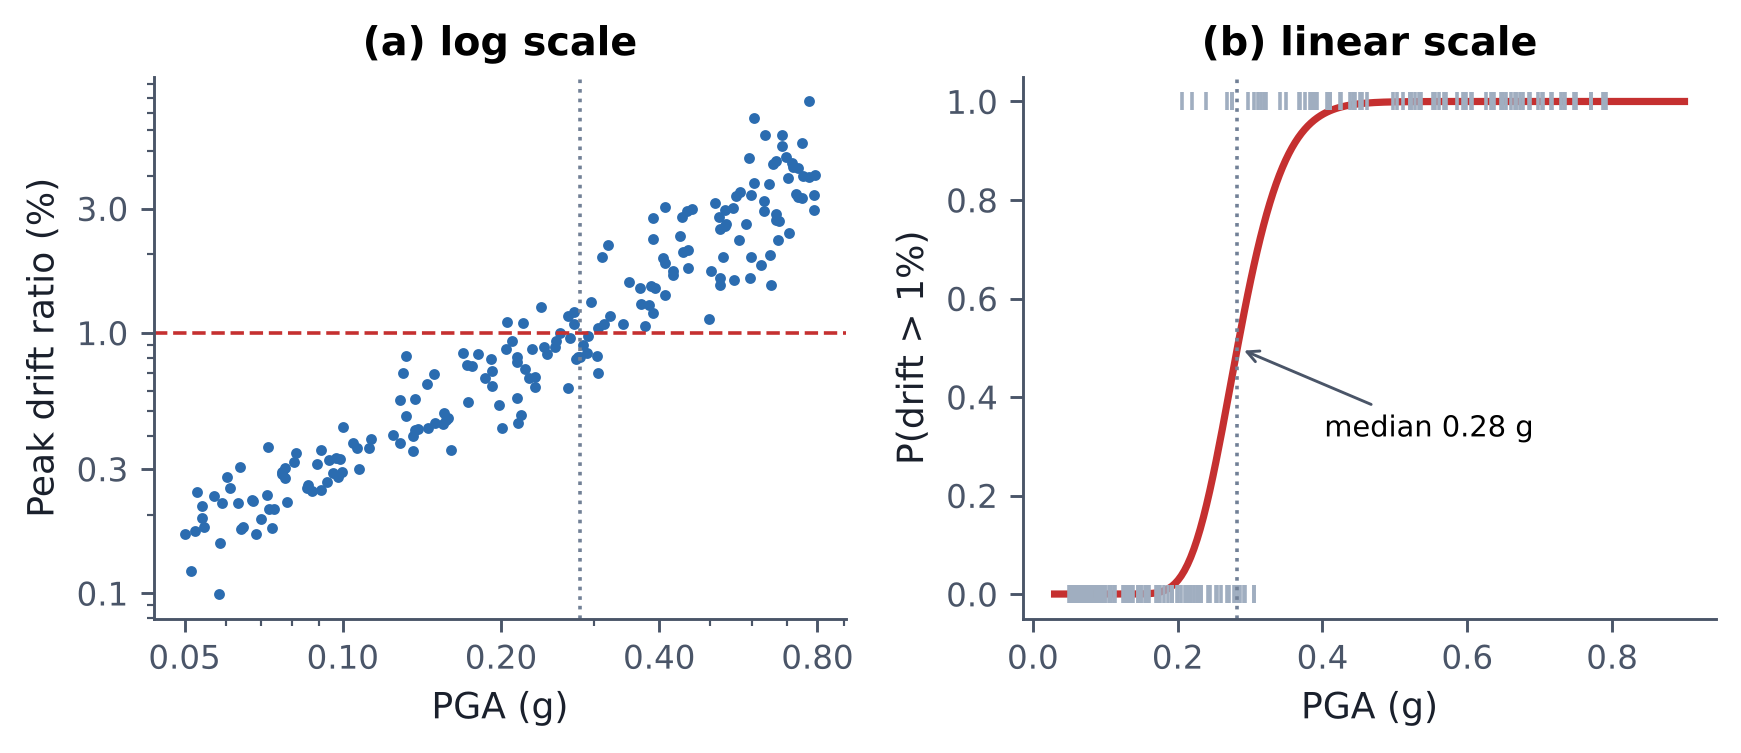 (a) log scale
Peak drift ratio (%)
3.0
1.0
0.3
0.1
0.05
0.10
0.20
0.40
0.80
PGA (g)
(b) linear scale
P(drift > 1%)
1.0
0.8
0.6
0.4
0.2
0.0
median 0.28 g
0.0
0.2
0.4
0.6
0.8
PGA (g)